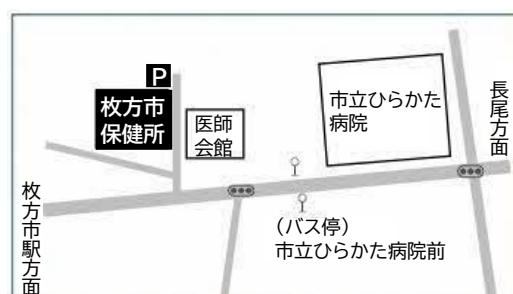 P
枚方市
保健所
医師
会館
市立ひらかた
病院
長尾方面
枚方市駅方面
（バス停）
市立ひらかた病院前